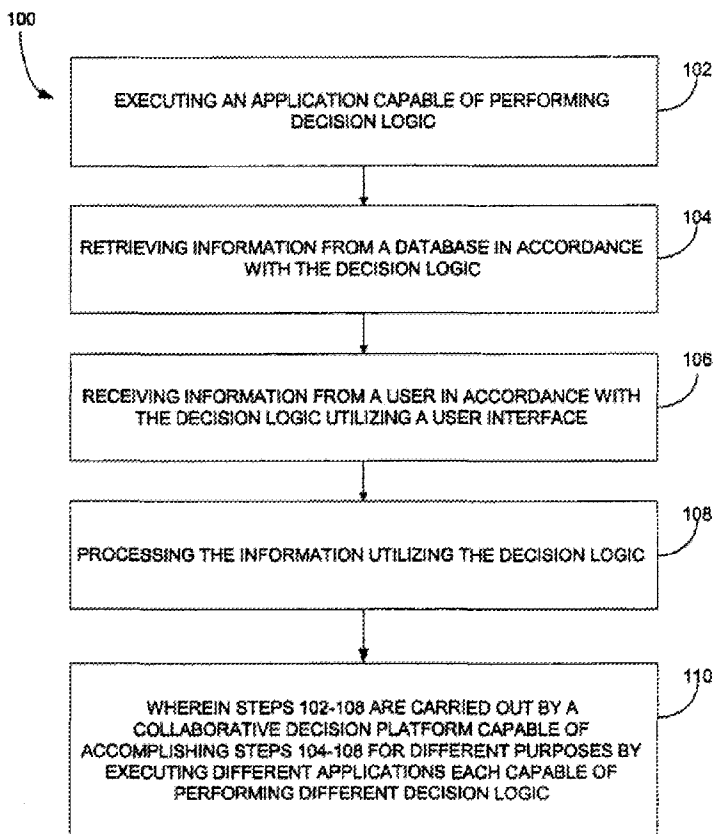 100
102
EXECUTING AN APPLICATION CAPABLE OF PERFORMING
DECISION LOGIC
104
RETRIEVING INFORMATION FROM A DATABASE IN ACCORDANCE
WITH THE DECISION LOGIC
106
RECEIVING INFORMATION FROM A USER IN ACCORDANCE WITH
THE DECISION LOGIC UTILIZING A USER INTERFACE
108
PROCESSING THE INFORMATION UTILIZING THE DECISION LOGIC
110
WHEREIN STEPS 102-108 ARE CARRIED OUT BY A
COLLABORATIVE DECISION PLATFORM CAPABLE OF
ACCOMPLISHING STEPS 104-108 FOR DIFFERENT PURPOSES BY
EXECUTING DIFFERENT APPLICATIONS EACH CAPABLE OF
PERFORMING DIFFERENT DECISION LOGIC